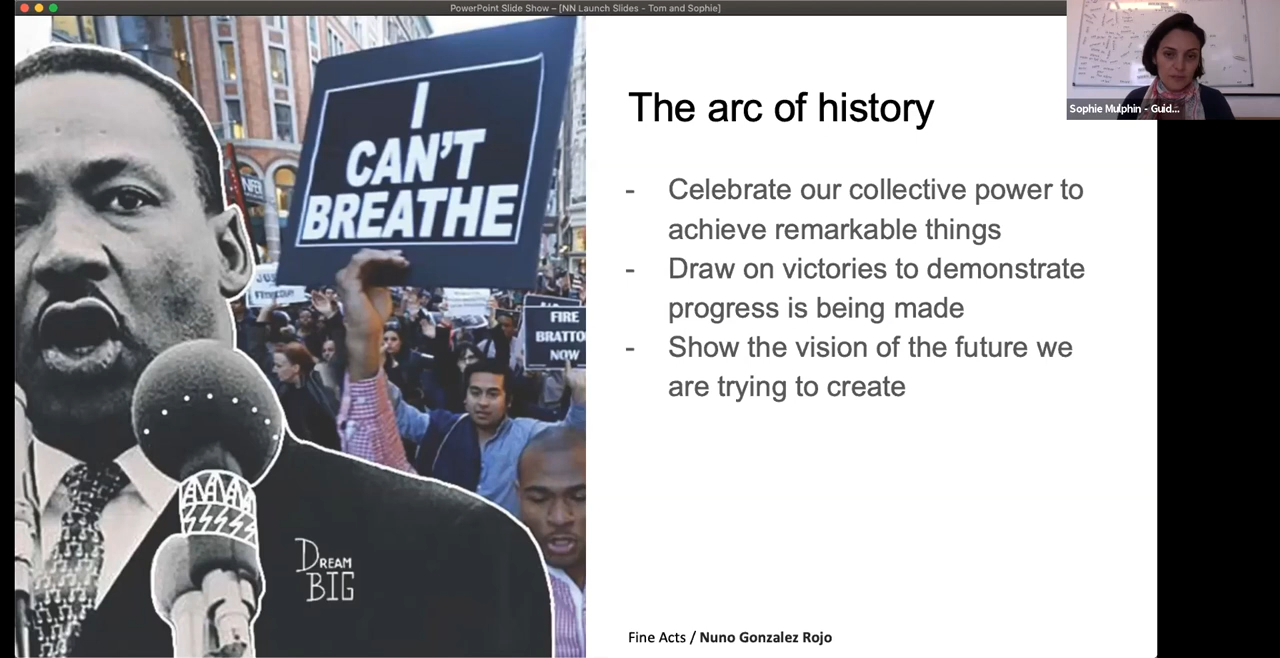 PowerPoint Slide Show – [NN Launch Slides - Tom and Sophie]
Sophie Mulphin - Guid...
I
CAN'T
BREATHE
The arc of history
- Celebrate our collective power to
achieve remarkable things
- Draw on victories to demonstrate
progress is being made
- Show the vision of the future we
are trying to create
FIRE
BRATTO
NOW
DREAM
BIG
Fine Acts / Nuno Gonzalez Rojo